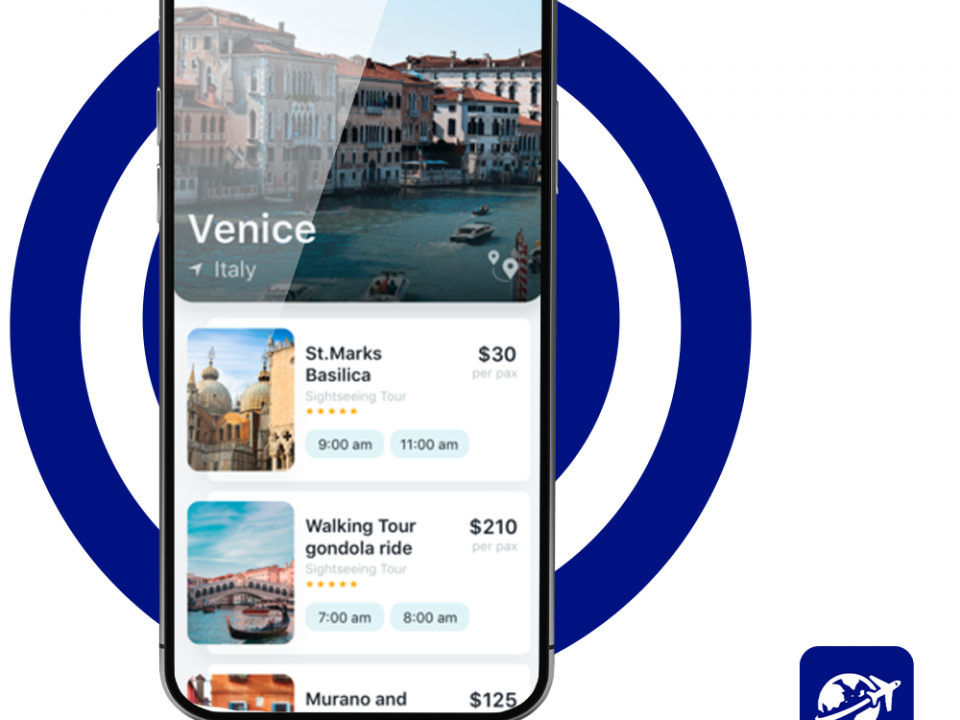 Venice
Italy
St.Marks
Basilica
$30
per pax
Sightseeing Tour
9:00 am 11:00 am
Walking Tour
gondola ride
$210
per pax
Sightseeing Tour
7:00 am 8:00 am
Murano and
$125